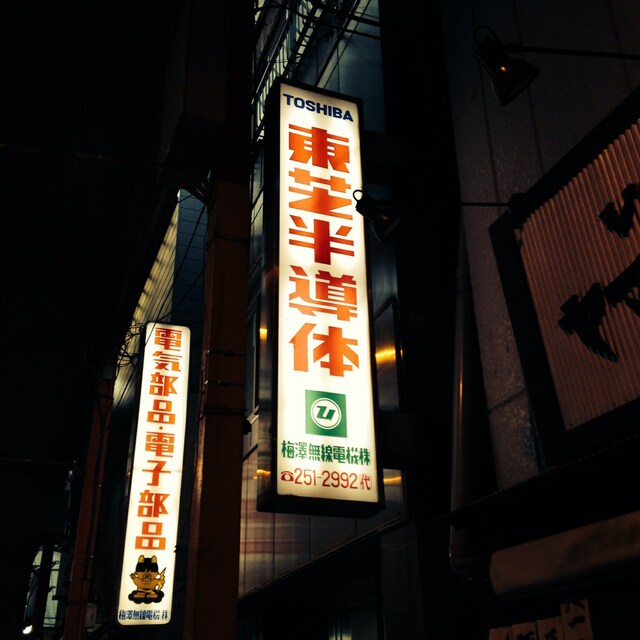 TOSHIBA
東芝半導体
梅澤無線電機株
☎251-2992代
電気部品・電子部品
梅澤無線電機株